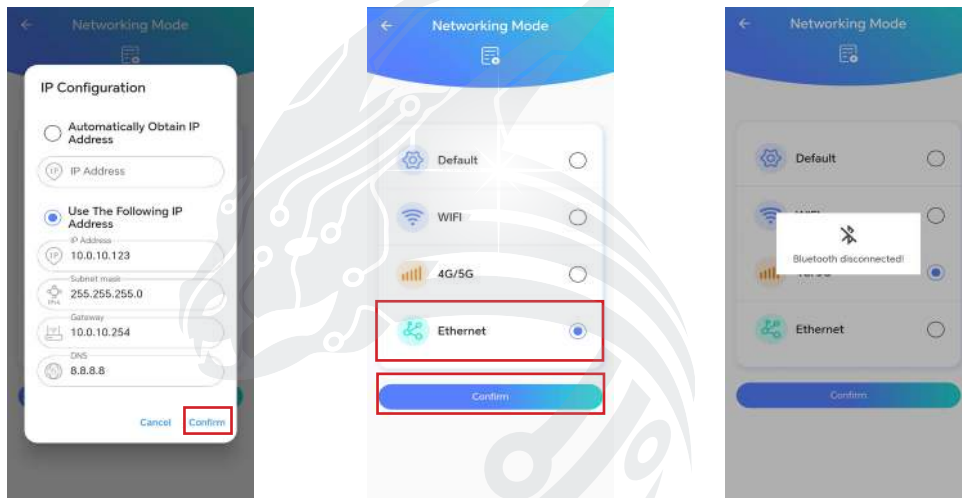 Networking Mode
IP Configuration
Automatically Obtain IP
Address
IP
IP Address
Use The Following IP
Address
IP Address
IP
10.0.10.123
Subnet mask
255.255.255.0
Gateway
10.0.10.254
DNS
8.8.8.8
Cancel
Confirm
Networking Mode
Default
WIFI
4G/5G
Ethernet
Confirm
Networking Mode
Default
Bluetooth disconnected!
Ethernet
Confirm